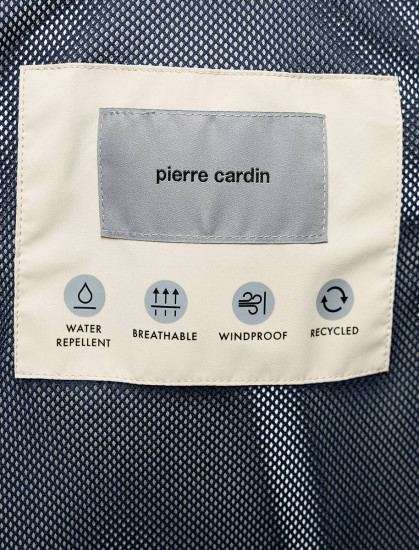 pierre cardin
WATER
REPELLENT
BREATHABLE
WINDPROOF
RECYCLED